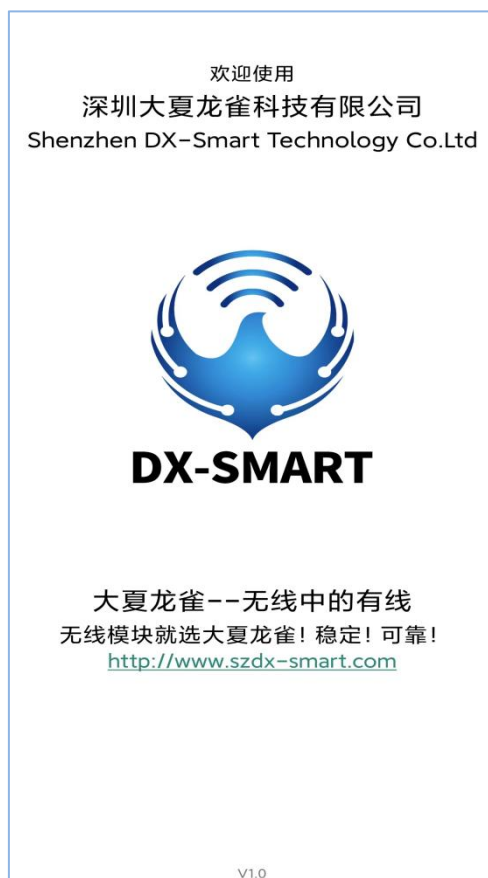 欢迎使用
深圳大夏龙雀科技有限公司
Shenzhen DX-Smart Technology Co.Ltd
DX-SMART
大夏龙雀--无线中的有线
无线模块就选大夏龙雀！稳定！可靠！
http://www.szdx-smart.com
V1.0